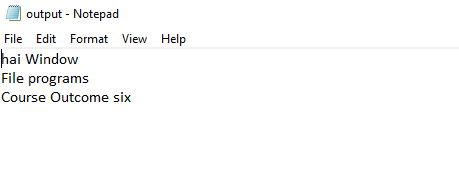 output - Notepad
File Edit Format View Help
hai Window
File programs
Course Outcome six